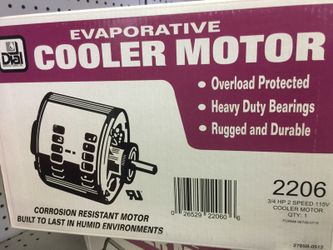 Dial
EVAPORATIVE
COOLER MOTOR
• Overload Protected
• Heavy Duty Bearings
• Rugged and Durable
2206
3/4 HP 2 SPEED 115V
COOLER MOTOR
QTY: 1
CORROSION RESISTANT MOTOR
BUILT TO LAST IN HUMID ENVIRONMENTS
0 26529 22060 6